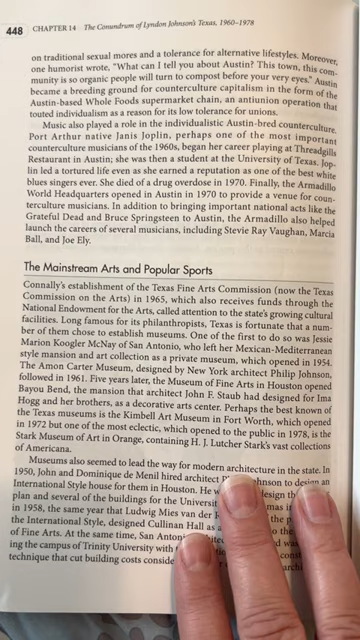 448 CHAPTER 14 The Conundrum of Lyndon Johnson's Texas, 1960–1978
on traditional sexual mores and a tolerance for alternative lifestyles. Moreover,
one humorist wrote, "What can I tell you about Austin? This town, this com-
munity is so organic people will turn to compost before your very eyes." Austin
became a breeding ground for counterculture capitalism in the form of the
Austin-based Whole Foods supermarket chain, an antiunion operation that
touted individualism as a reason for its low tolerance for unions.
Music also played a role in the individualistic Austin-bred counterculture.
Port Arthur native Janis Joplin, perhaps one of the most important
counterculture musicians of the 1960s, began her career playing at Threadgills
Restaurant in Austin; she was then a student at the University of Texas. Jop-
lin led a tortured life even as she earned a reputation as one of the best white
blues singers ever. She died of a drug overdose in 1970. Finally, the Armadillo
World Headquarters opened in Austin in 1970 to provide a venue for coun-
terculture musicians. In addition to bringing important national acts like the
Grateful Dead and Bruce Springsteen to Austin, the Armadillo also helped
launch the careers of several musicians, including Stevie Ray Vaughan, Marcia
Ball, and Joe Ely.
The Mainstream Arts and Popular Sports
Connally's establishment of the Texas Fine Arts Commission (now the Texas
Commission on the Arts) in 1965, which also receives funds through the
National Endowment for the Arts, called attention to the state's growing cultural
facilities. Long famous for its philanthropists, Texas is fortunate that a num-
ber of them chose to establish museums. One of the first to do so was Jessie
Marion Koogler McNay of San Antonio, who left her Mexican-Mediterranean
style mansion and art collection as a private museum, which opened in 1954.
The Amon Carter Museum, designed by New York architect Philip Johnson,
followed in 1961. Five years later, the Museum of Fine Arts in Houston opened
Bayou Bend, the mansion that architect John F. Staub had designed for Ima
Hogg and her brothers, as a decorative arts center. Perhaps the best known of
the Texas museums is the Kimbell Art Museum in Fort Worth, which opened
in 1972 but one of the most eclectic, which opened to the public in 1978, is the
Stark Museum of Art in Orange, containing H. J. Lutcher Stark's vast collections
of Americana.
Museums also seemed to lead the way for modern architecture in the state. In
1950, John and Dominique de Menil hired architect Johnson to design an
International Style house for them in Houston. He design
plan and several of the buildings for the
in 1958, the same year that Ludwig Mies van der
the International Style, designed Cullinan Hall as
of Fine Arts. At the same time, San
ing the campus of Trinity University with
technique that cut building costs